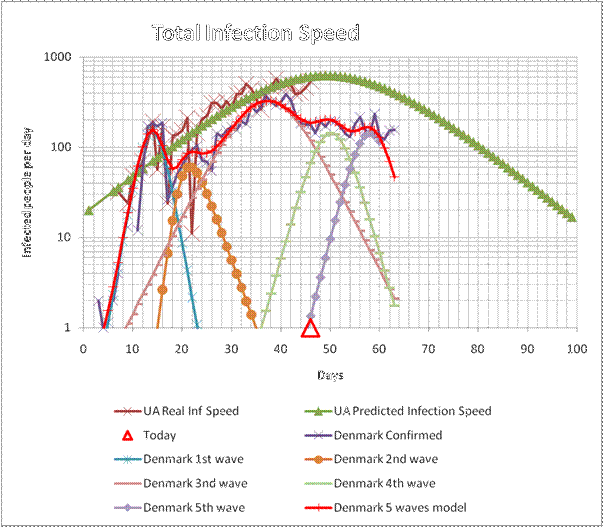 Total Infection Speed
Infected people per day
1000
100
10
1
0 10 20 30 40 50 60 70 80 90 100
Days
UA Real Inf Speed UA Predicted Infection Speed
Today Denmark Confirmed
Denmark 1st wave Denmark 2nd wave
Denmark 3nd wave Denmark 4th wave
Denmark 5th wave Denmark 5 waves model